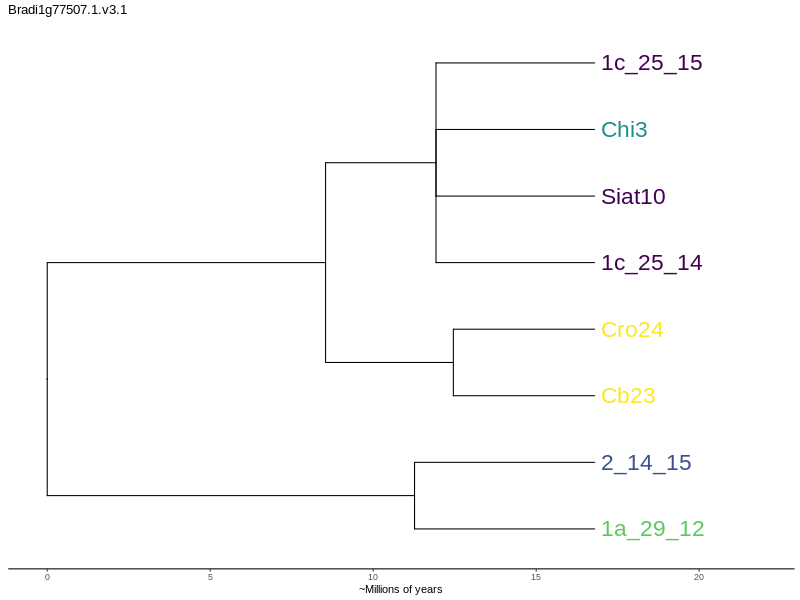 Bradi1g77507.1.v3.1
1c_25_15
Chi3
Siat10
1c_25_14
Cro24
Cb23
2_14_15
1a_29_12
0 5 10 15 20
~Millions of years